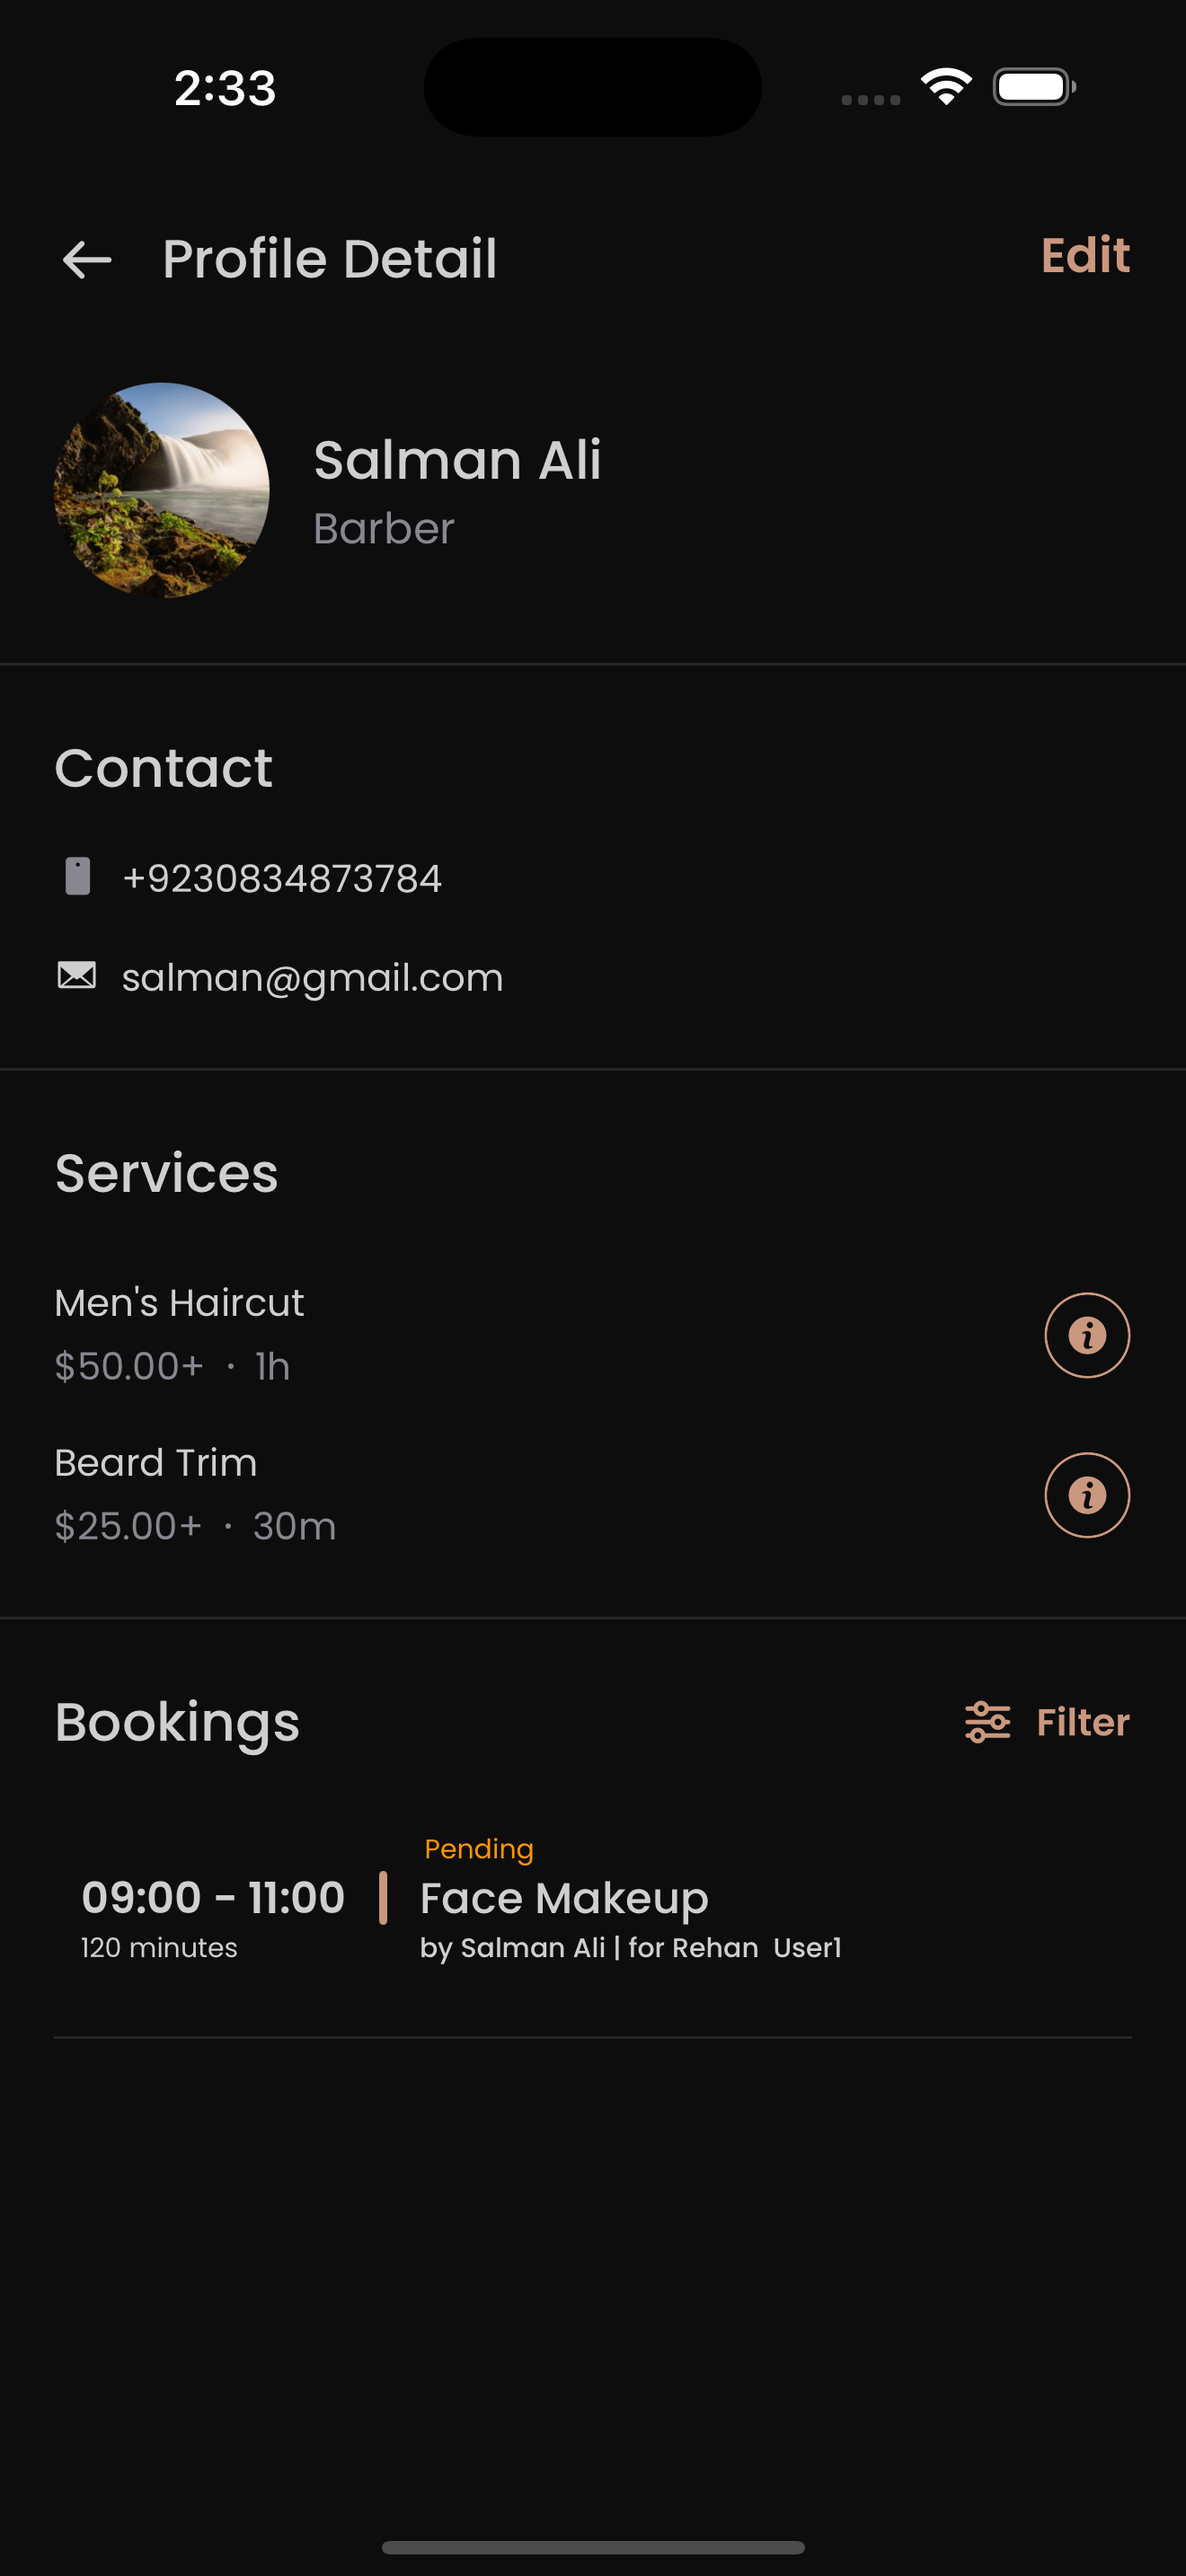 2:33
Profile Detail
Edit
Salman Ali
Barber
Contact
+9230834873784
salman@gmail.com
Services
Men's Haircut
$50.00+ · 1h
Beard Trim
$25.00+ · 30m
Bookings
Filter
Pending
09:00 - 11:00
Face Makeup
120 minutes
by Salman Ali | for Rehan  User1